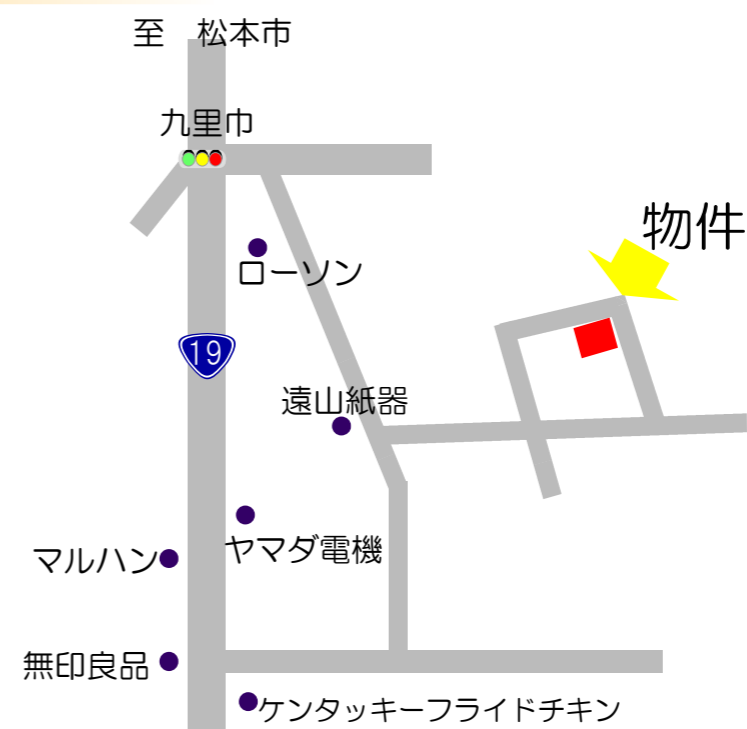 至　松本市
九里巾
物件
ローソン
19
遠山紙器
ヤマダ電機
マルハン
無印良品
ケンタッキーフライドチキン